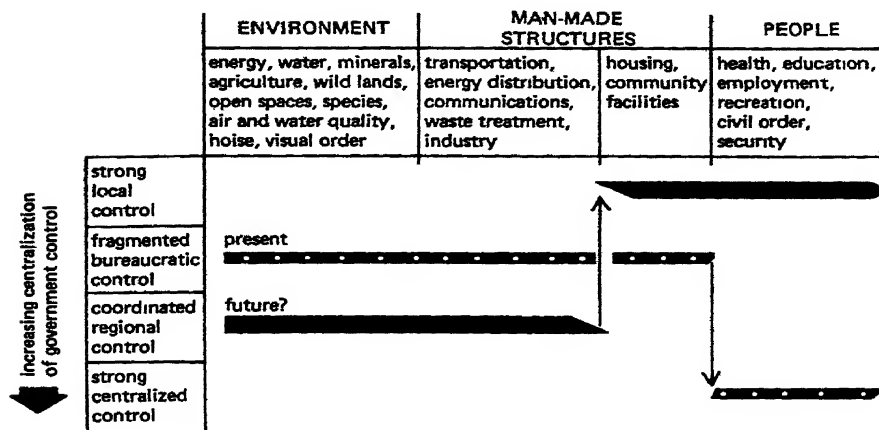 ENVIRONMENT
MAN-MADE
STRUCTURES
PEOPLE
energy, water, minerals,
agriculture, wild lands,
open spaces, species,
air and water quality,
hoise, visual order
transportation,
energy distribution,
communications,
waste treatment,
industry
housing,
community
facilities
health, education,
employment,
recreation,
civil order,
security
increasing centralization
of government control
strong
local
control
fragmented
bureaucratic
control
present
coordinated
regional
control
future?
strong
centralized
control